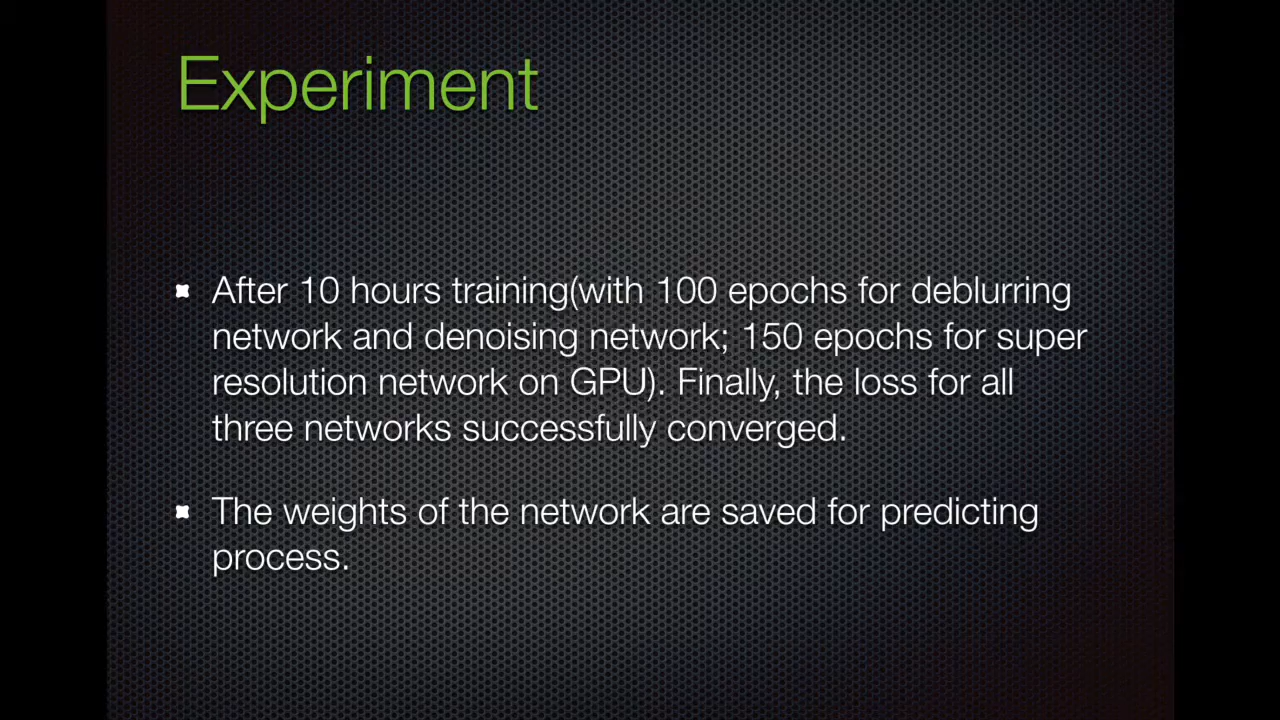 Experiment
After 10 hours training(with 100 epochs for deblurring
network and denoising network; 150 epochs for super
resolution network on GPU). Finally, the loss for all
three networks successfully converged.
The weights of the network are saved for predicting
process.